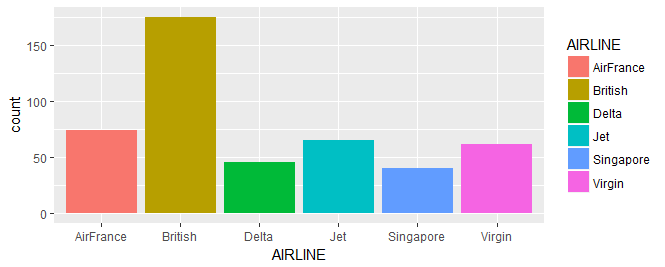 count
150
100
50
0
AirFrance British Delta Jet Singapore Virgin
AIRLINE
AIRLINE
AirFrance
British
Delta
Jet
Singapore
Virgin